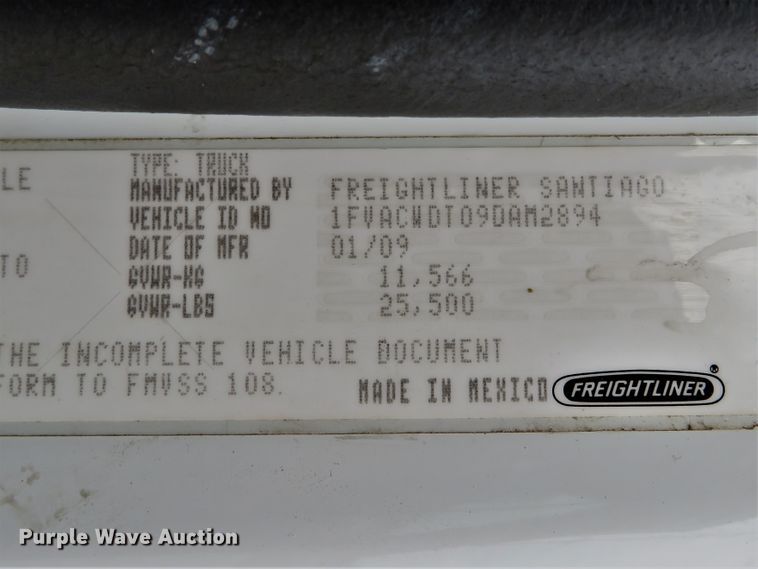 TYPE: TRUCK
LE MANUFACTURED BY FREIGHTLINER SANTIAGO
VEHICLE ID NO 1FVACWDT09DAM2894
DATE OF MFR 01/09
TO GVWR-KG 11,566
GVWR-LBS 25,500
THE INCOMPLETE VEHICLE DOCUMENT
FORM TO FMVSS 108.
MADE IN MEXICO FREIGHTLINER®
Purple Wave Auction